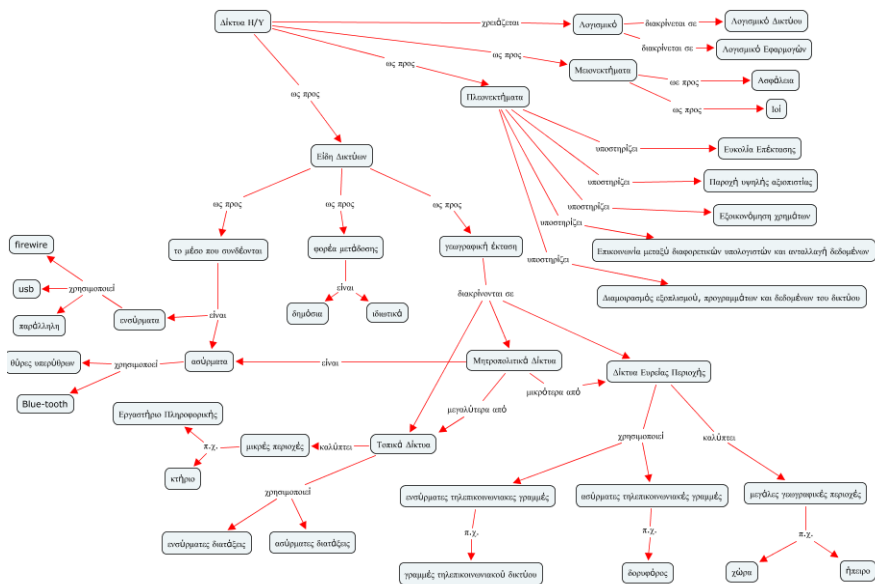 Δίκτυα Η/Υ
χρειάζεται
Λογισμικό
διακρίνεται σε
Λογισμικό Δικτύου
διακρίνεται σε
Λογισμικό Εφαρμογών
ως προς
Μειονεκτήματα
ωε προς
Ασφάλεια
ως προς
Ιοί
ως προς
Πλεονεκτήματα
υποστηρίζει
Ευκολία Επέκτασης
υποστηρίζει
Παροχή υψηλής αξιοπιστίας
υποστηρίζει
Εξοικονόμηση χρημάτων
υποστηρίζει
Επικοινωνία μεταξύ διαφορετικών υπολογιστών και ανταλλαγή δεδομένων
υποστηρίζει
Διαμοιρασμός εξοπλισμού, προγραμμάτων και δεδομένων του δικτύου
ως προς
Είδη Δικτύων
ως προς
ως προς
ως προς
το μέσο που συνδέονται
φορέα μετάδοσης
γεωγραφική έκταση
firewire
usb
παράλληλη
χρησιμοποιεί
ενσύρματα
είναι
είναι
δημόσια
ιδιωτικά
διακρίνονται σε
θύρες υπερύθρων
Blue-tooth
χρησιμοποιεί
ασύρματα
είναι
Μητροπολιτικά Δίκτυα
Δίκτυα Ευρείας Περιοχής
μικρότερα από
μεγαλύτερα από
Εργαστήριο Πληροφορικής
π.χ.
κτήριο
μικρές περιοχές
καλύπτει
Τοπικά Δίκτυα
χρησιμοποιεί
ενσύρματες διατάξεις
ασύρματες διατάξεις
χρησιμοποιεί
καλύπτει
ενσύρματες τηλεπικοινωνιακες γραμμές
ασύρματες τηλεπικοινωνιακές γραμμές
μεγάλες γεωγραφικές περιοχές
π.χ.
π.χ.
π.χ.
γραμμές τηλεπικοινωνιακού δικτύου
δορυφόρος
χώρα
ήπειρο